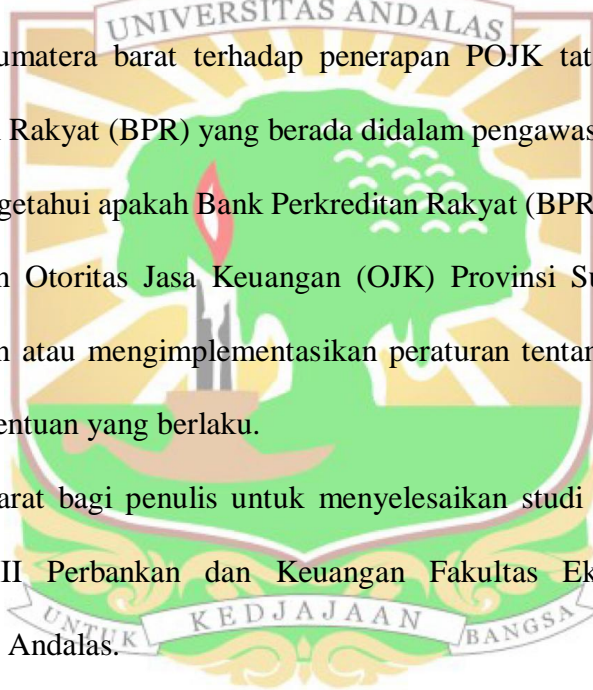 UNIVERSITAS ANDALAS
umatera barat terhadap penerapan POJK tat
Rakyat (BPR) yang berada didalam pengawas
getahui apakah Bank Perkreditan Rakyat (BPR
Otoritas Jasa Keuangan (OJK) Provinsi Su
atau mengimplementasikan peraturan tentan
entuan yang berlaku.
arat bagi penulis untuk menyelesaikan studi
II Perbankan dan Keuangan Fakultas Ek
UNTUK KEDJAJAAN BANGSA
Andalas.